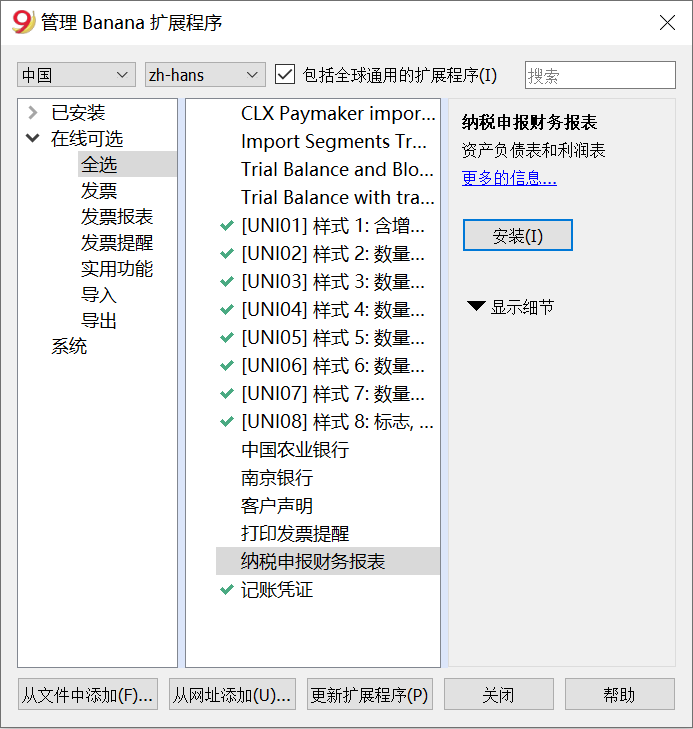 管理 Banana 扩展程序
中国
zh-hans
包括全球通用的扩展程序(I)
搜索
已安装
在线可选
全选
发票
发票报表
发票提醒
实用功能
导入
导出
系统
CLX Paymaker impor...
Import Segments Tr...
Trial Balance and Blo...
Trial Balance with tra...
[UNI01] 样式 1: 含增...
[UNI02] 样式 2: 数量...
[UNI03] 样式 3: 数量...
[UNI04] 样式 4: 数量...
[UNI05] 样式 5: 数量...
[UNI06] 样式 6: 数量...
[UNI07] 样式 7: 数量...
[UNI08] 样式 8: 标志, ...
中国农业银行
南京银行
客户声明
打印发票提醒
纳税申报财务报表
记账凭证
纳税申报财务报表
资产负债表和利润表
更多的信息...
安装(I)
显示细节
从文件中添加(F)...
从网址添加(U)...
更新扩展程序(P)
关闭
帮助